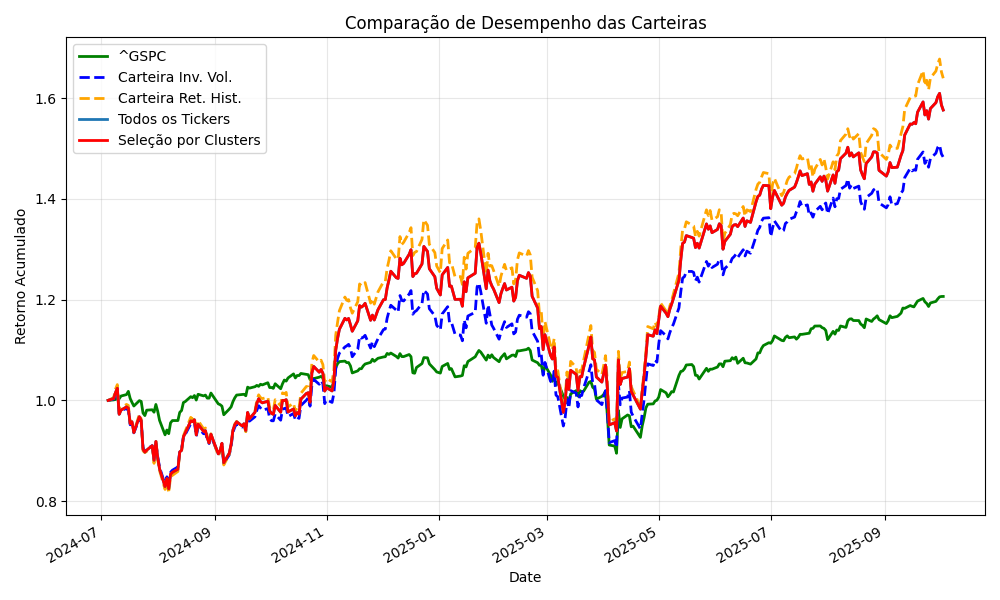 Comparação de Desempenho das Carteiras
^GSPC
Carteira Inv. Vol.
Carteira Ret. Hist.
Todos os Tickers
Seleção por Clusters
Retorno Acumulado
1.6
1.4
1.2
1.0
0.8
2024-07
2024-09
2024-11
2025-01
2025-03
2025-05
2025-07
2025-09
Date